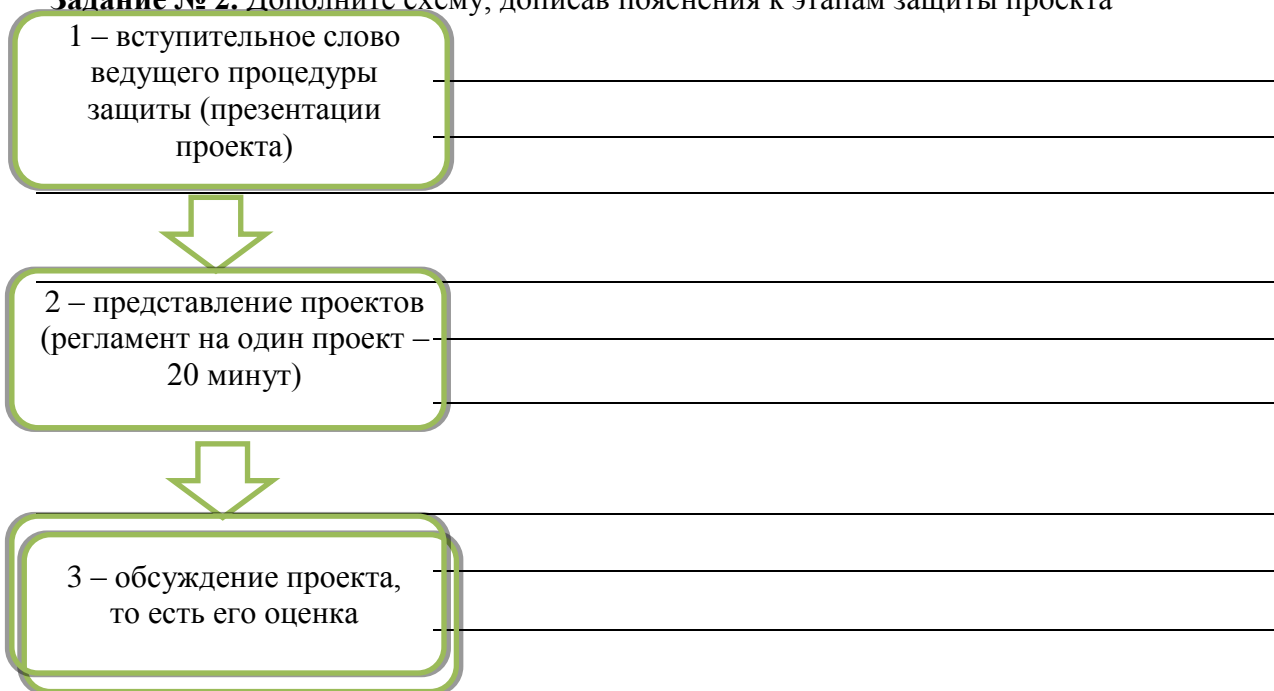 Задание № 2. Дополните схему, дописав пояснения к этапам защиты проекта
1 – вступительное слово
ведущего процедуры
защиты (презентации
проекта)
2 – представление проектов
(регламент на один проект –
20 минут)
3 – обсуждение проекта,
то есть его оценка